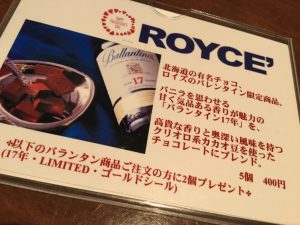 ROYCE'
北海道の有名チョコ、
ロイズのバレンタイン限定商品、
バニラを思わせる
甘く気品ある香りが魅力の
「バランタイン17年」を、
高貴な香りと奥深い風味を持つ
クリオロ系カカオ豆を使った
チョコレートにブレンド。
5個 400円
+以下のバランタン商品ご注文の方に2個プレゼント+
(17年・LIMITED・ゴールドシール)
Ballantine's
17